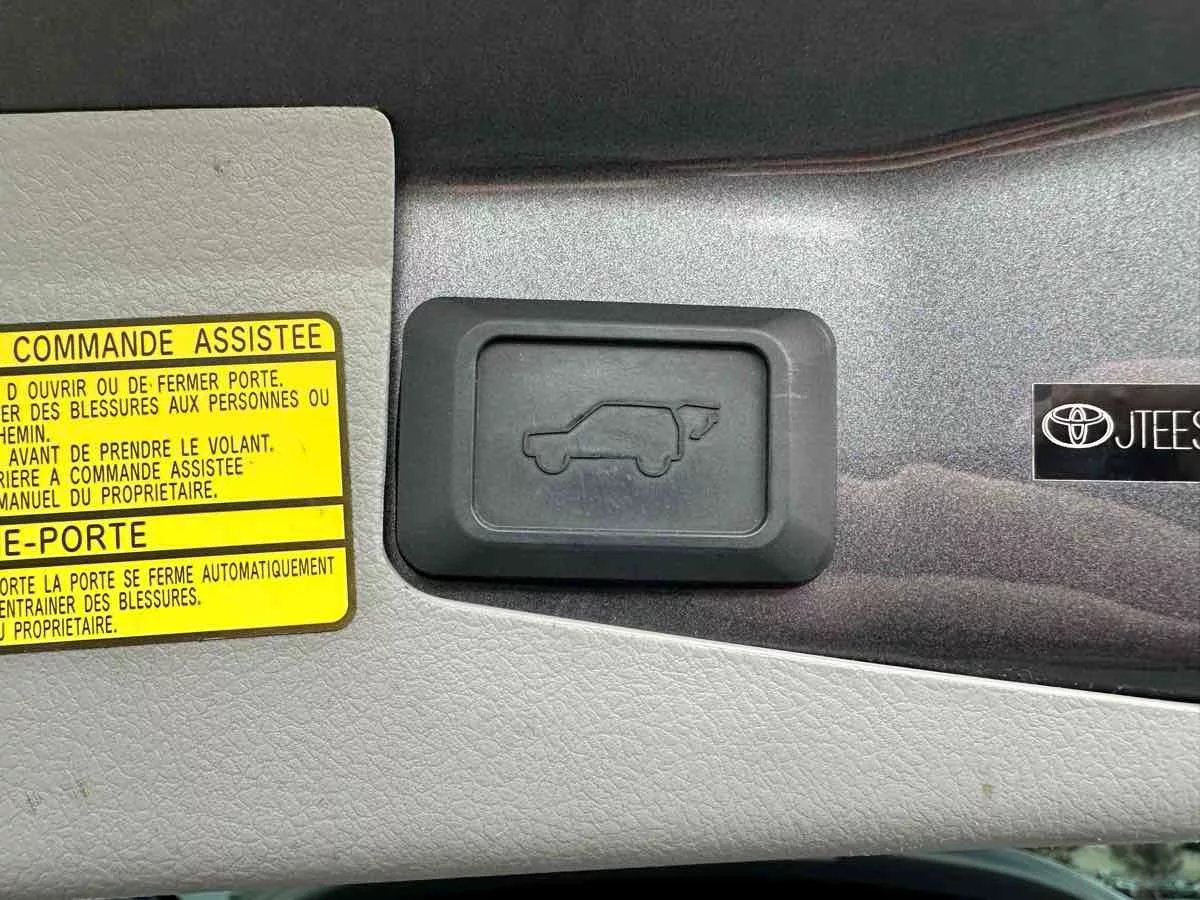 COMMANDE ASSISTEE
D OUVRIR OU DE FERMER PORTE.
ER DES BLESSURES AUX PERSONNES OU
HEMIN.
AVANT DE PRENDRE LE VOLANT.
RIERE A COMMANDE ASSISTEE
MANUEL DU PROPRIETAIRE.
E-PORTE
ORTE LA PORTE SE FERME AUTOMATIQUEMENT
ENTRAINER DES BLESSURES.
U PROPRIETAIRE.
JTEES